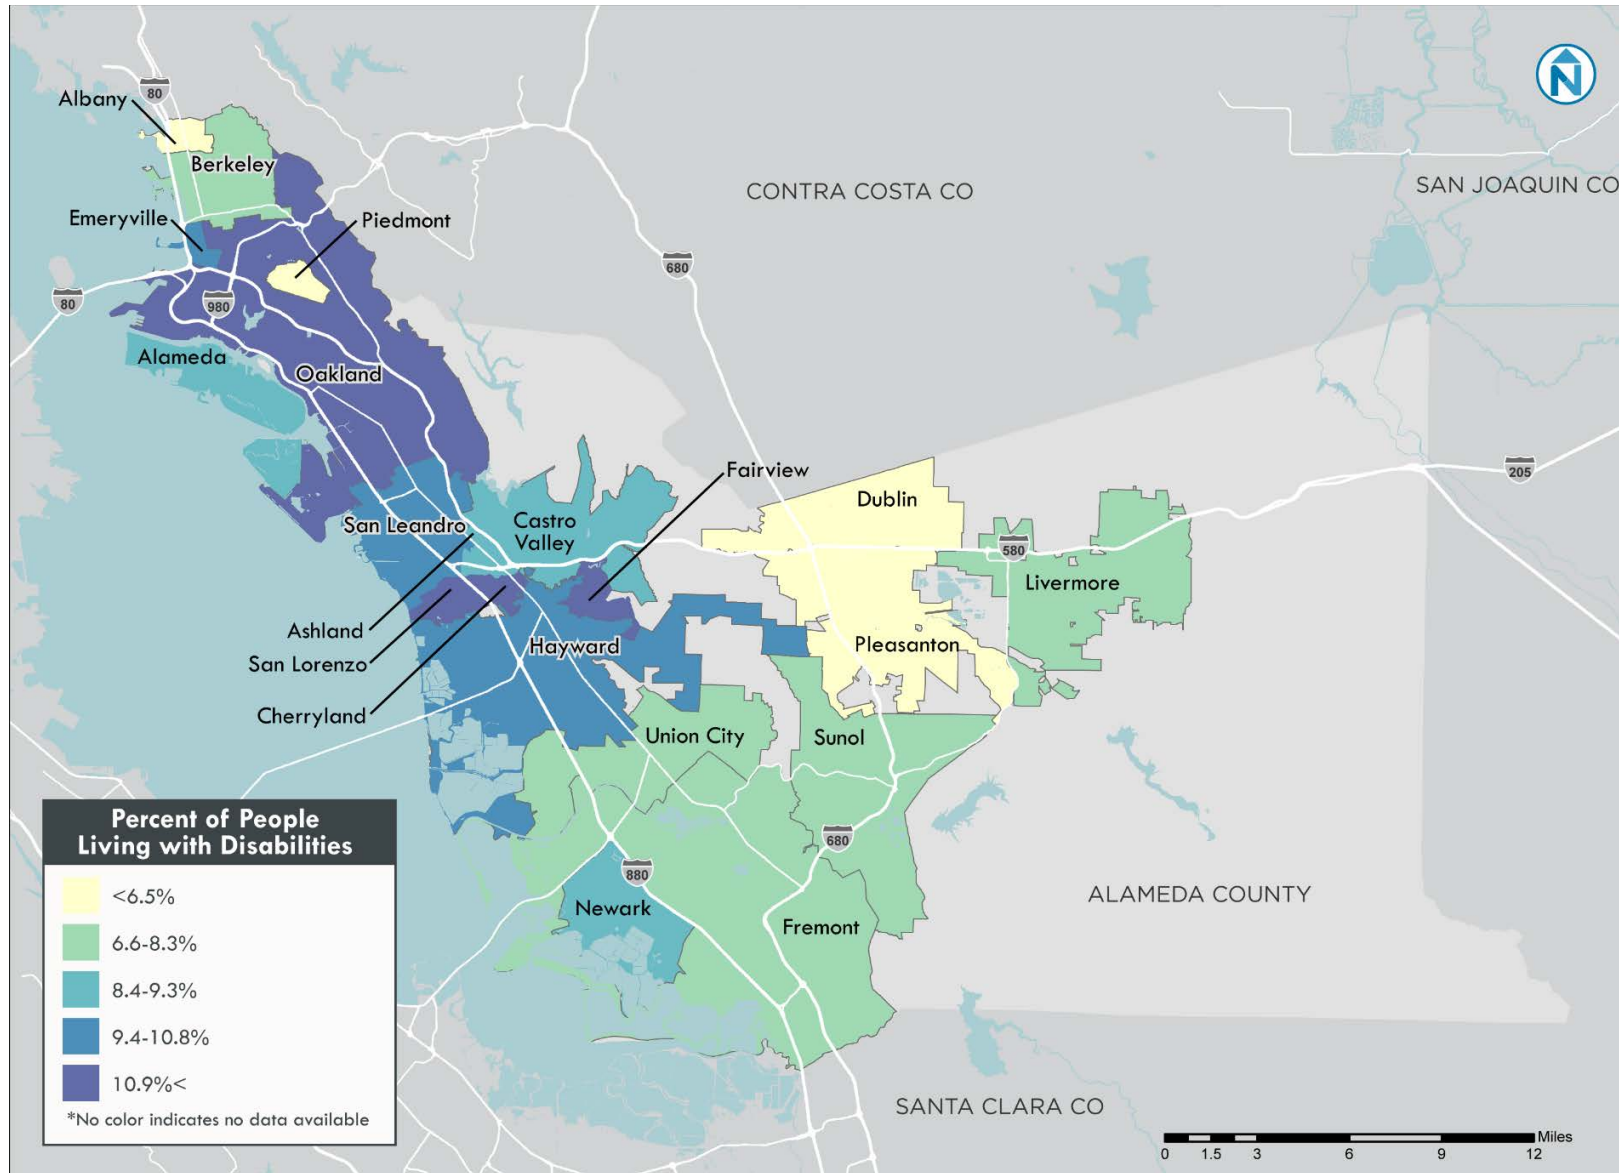 N
80
Albany
Berkeley
CONTRA COSTA CO
SAN JOAQUIN CO
Emeryville
Piedmont
680
80
980
Alameda
Oakland
Fairview
205
Dublin
San Leandro
Castro
Valley
580
Livermore
Ashland
San Lorenzo
Hayward
Pleasanton
Cherryland
Union City
Sunol
Percent of People
Living with Disabilities
<6.5%
6.6-8.3%
8.4-9.3%
9.4-10.8%
10.9%<
*No color indicates no data available
680
880
ALAMEDA COUNTY
Newark
Fremont
SANTA CLARA CO
Miles
0 1.5 3 6 9 12